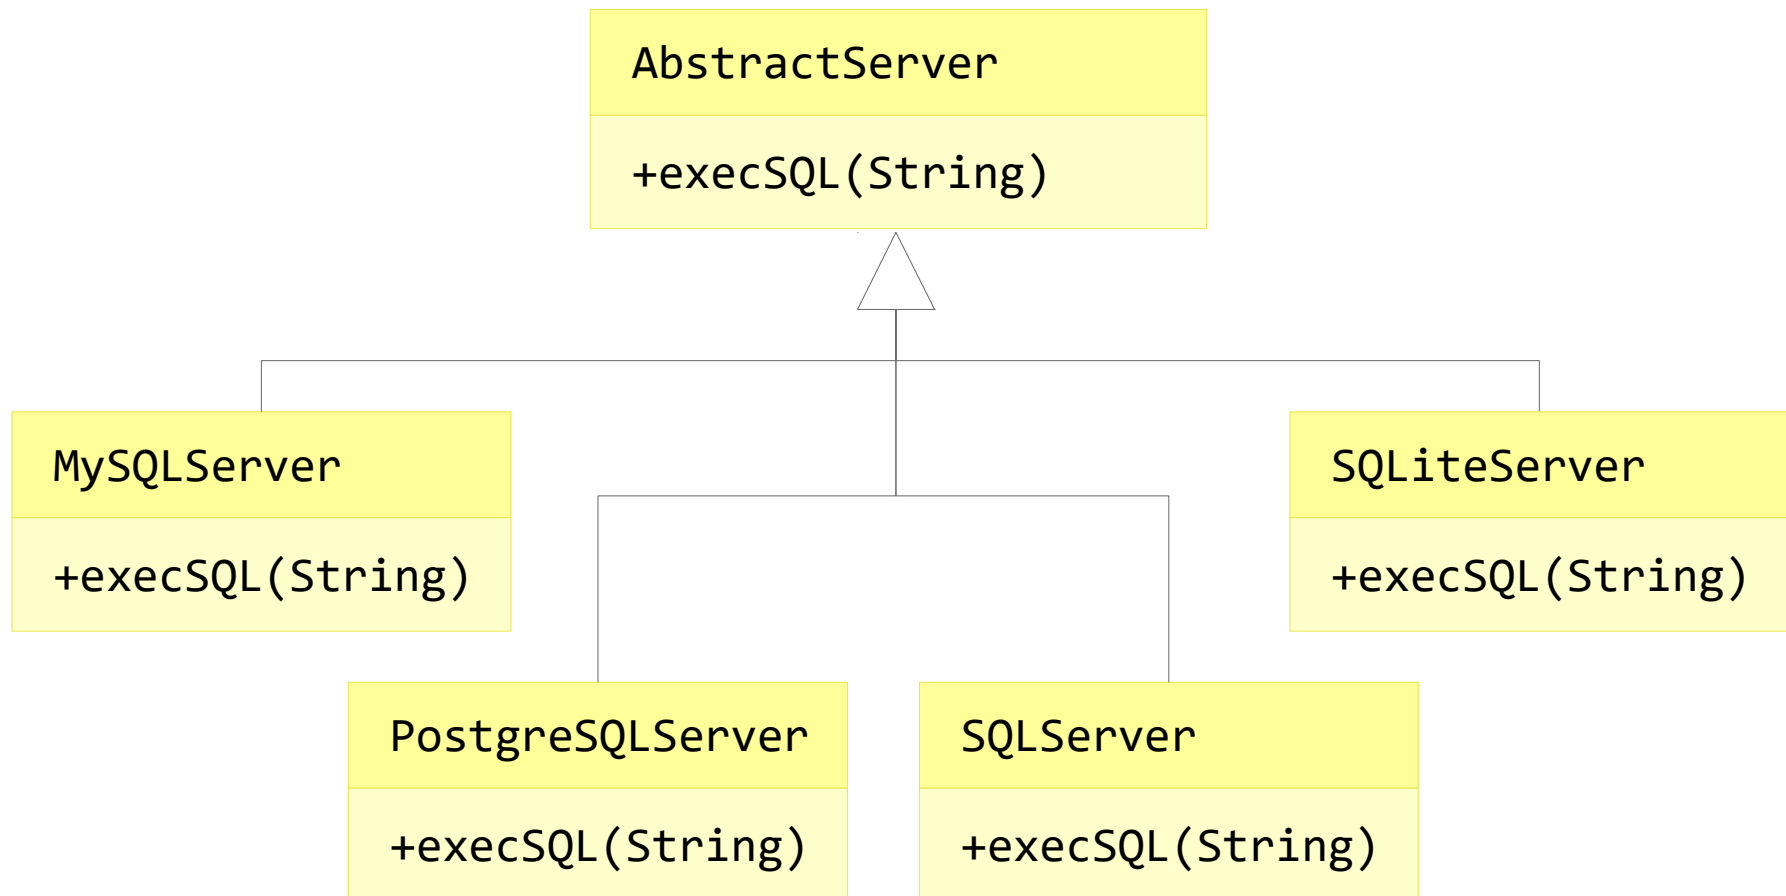 AbstractServer
+execSQL(String)
MySQLServer
+execSQL(String)
SQLiteServer
+execSQL(String)
PostgreSQLServer
+execSQL(String)
SQLServer
+execSQL(String)